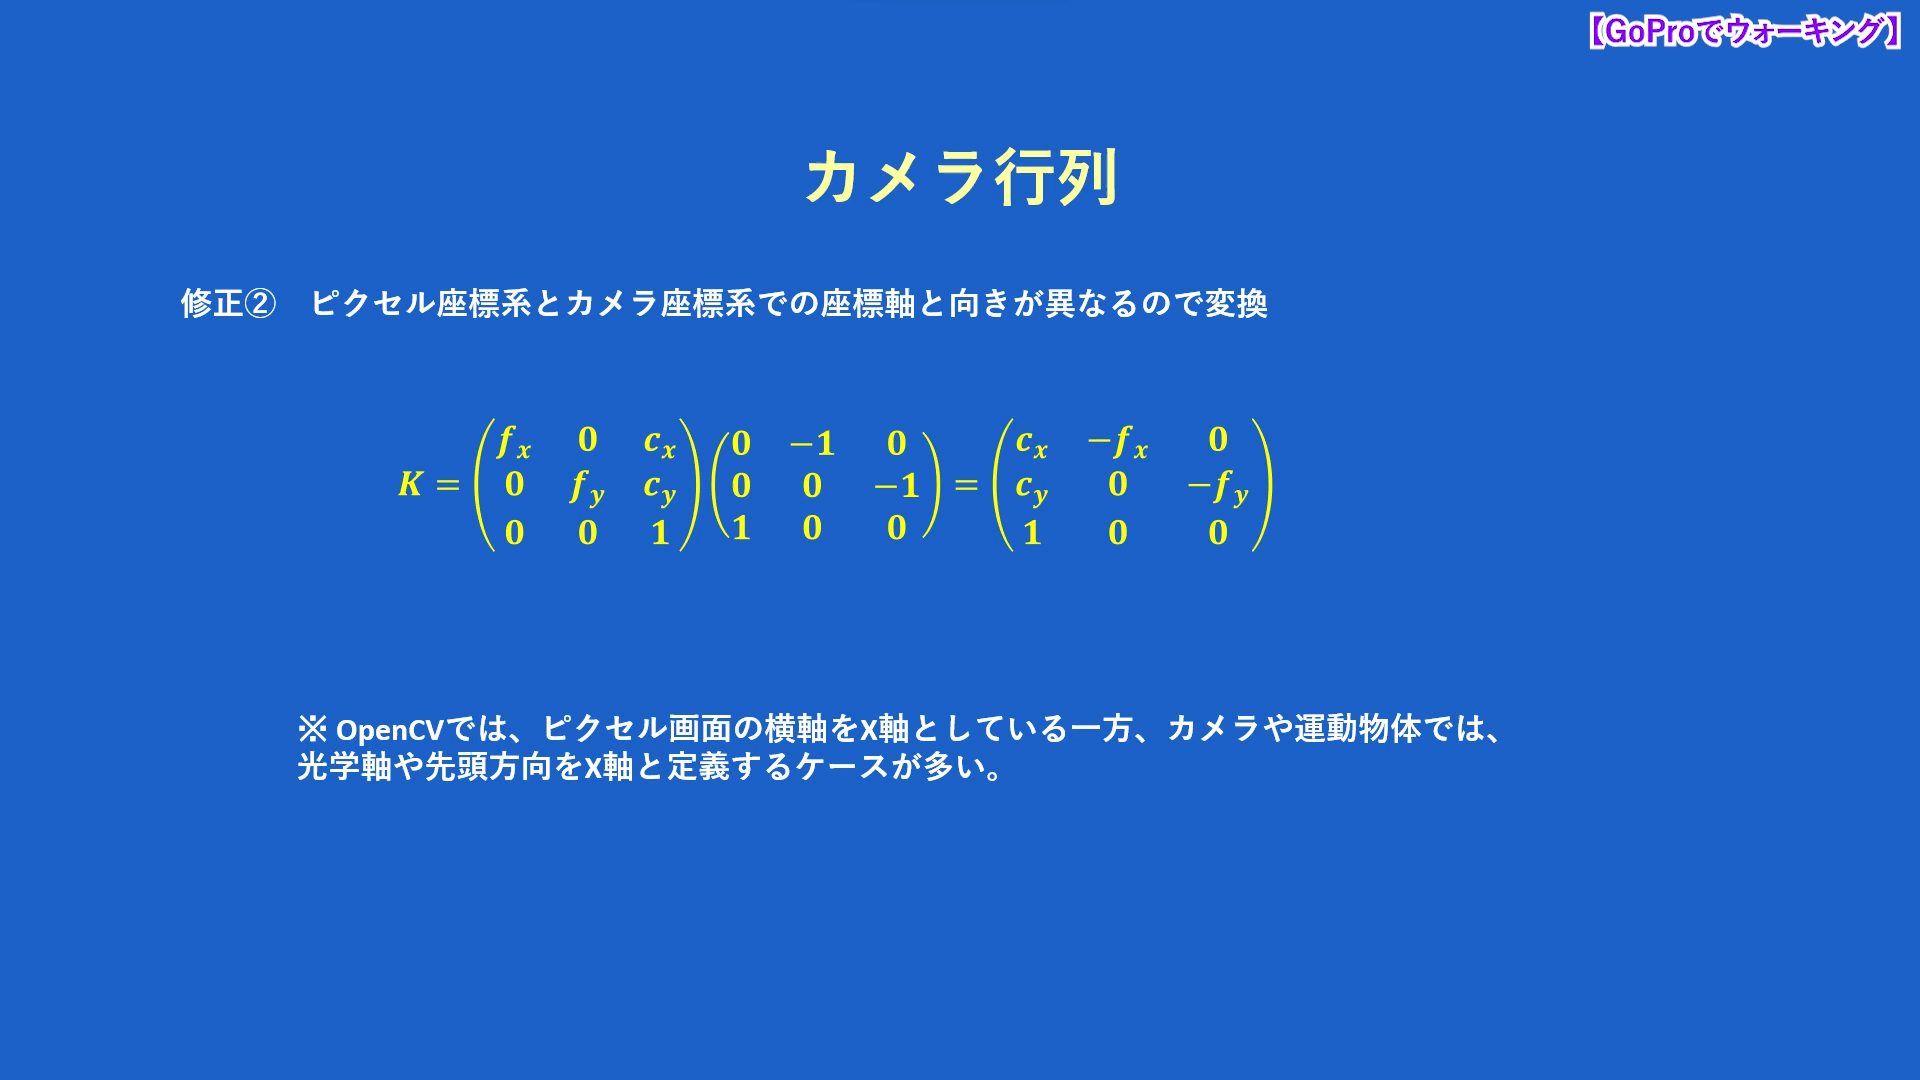 【GoProでウォーキング】
カメラ行列
修正②　ピクセル座標系とカメラ座標系での座標軸と向きが異なるので変換
K = (f_x 0 c_x; 0 f_y c_y; 0 0 1) (0 −1 0; 0 0 −1; 1 0 0) = (c_x −f_x 0; c_y 0 −f_y; 1 0 0)
※ OpenCVでは、ピクセル画面の横軸をX軸としている一方、カメラや運動物体では、
光学軸や先頭方向をX軸と定義するケースが多い。